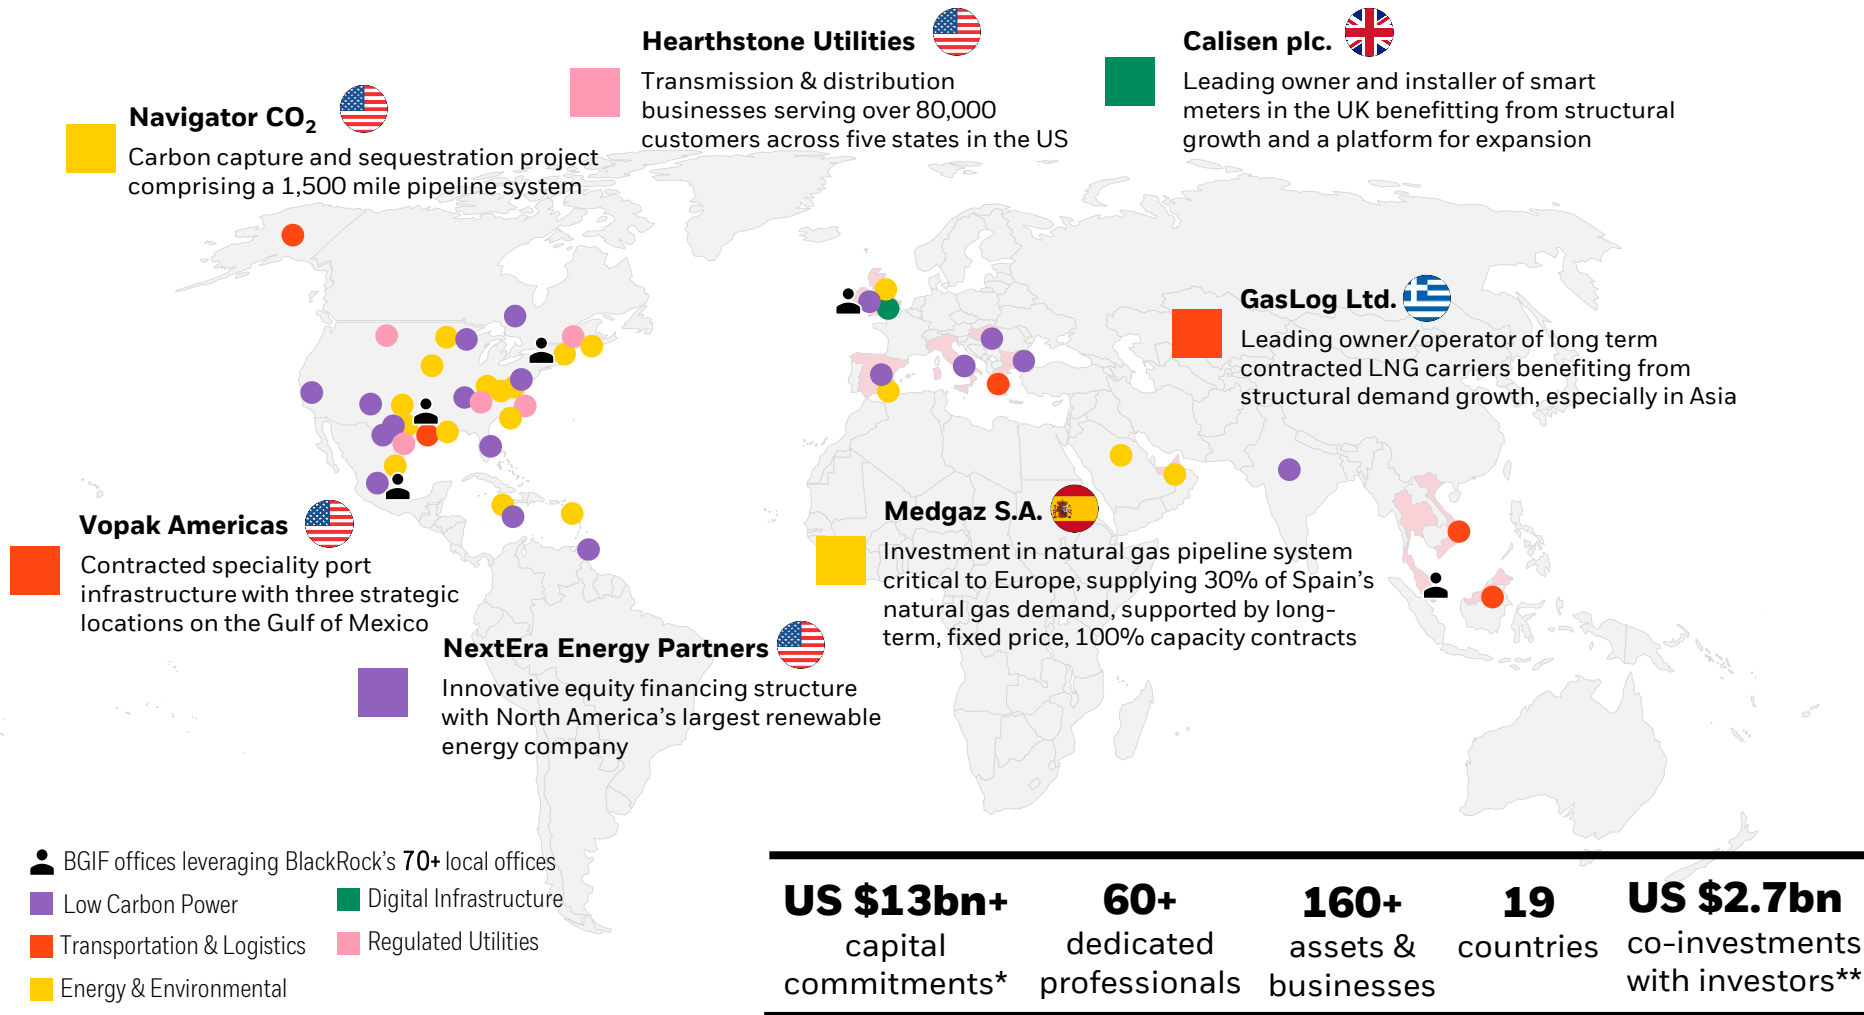 Hearthstone Utilities
Transmission & distribution
businesses serving over 80,000
customers across five states in the US
Calisen plc.
Leading owner and installer of smart
meters in the UK benefitting from structural
growth and a platform for expansion
Navigator CO₂
Carbon capture and sequestration project
comprising a 1,500 mile pipeline system
GasLog Ltd.
Leading owner/operator of long term
contracted LNG carriers benefiting from
structural demand growth, especially in Asia
Vopak Americas
Contracted speciality port
infrastructure with three strategic
locations on the Gulf of Mexico
Medgaz S.A.
Investment in natural gas pipeline system
critical to Europe, supplying 30% of Spain's
natural gas demand, supported by long-
term, fixed price, 100% capacity contracts
NextEra Energy Partners
Innovative equity financing structure
with North America's largest renewable
energy company
BGIF offices leveraging BlackRock's 70+ local offices
Low Carbon Power
Transportation & Logistics
Energy & Environmental
Digital Infrastructure
Regulated Utilities
US $13bn+
capital
commitments*
60+
dedicated
professionals
160+
assets &
businesses
19
countries
US $2.7bn
co-investments
with investors**